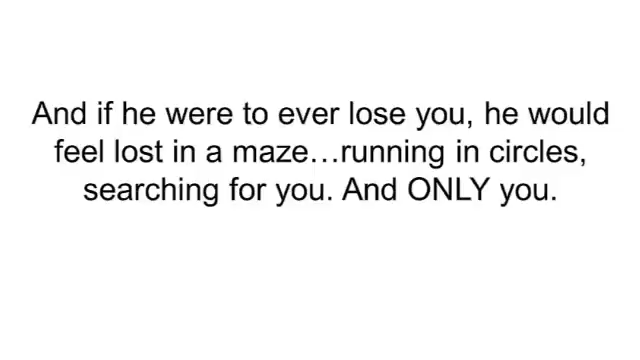 And if he were to ever lose you, he would
feel lost in a maze…running in circles,
searching for you. And ONLY you.